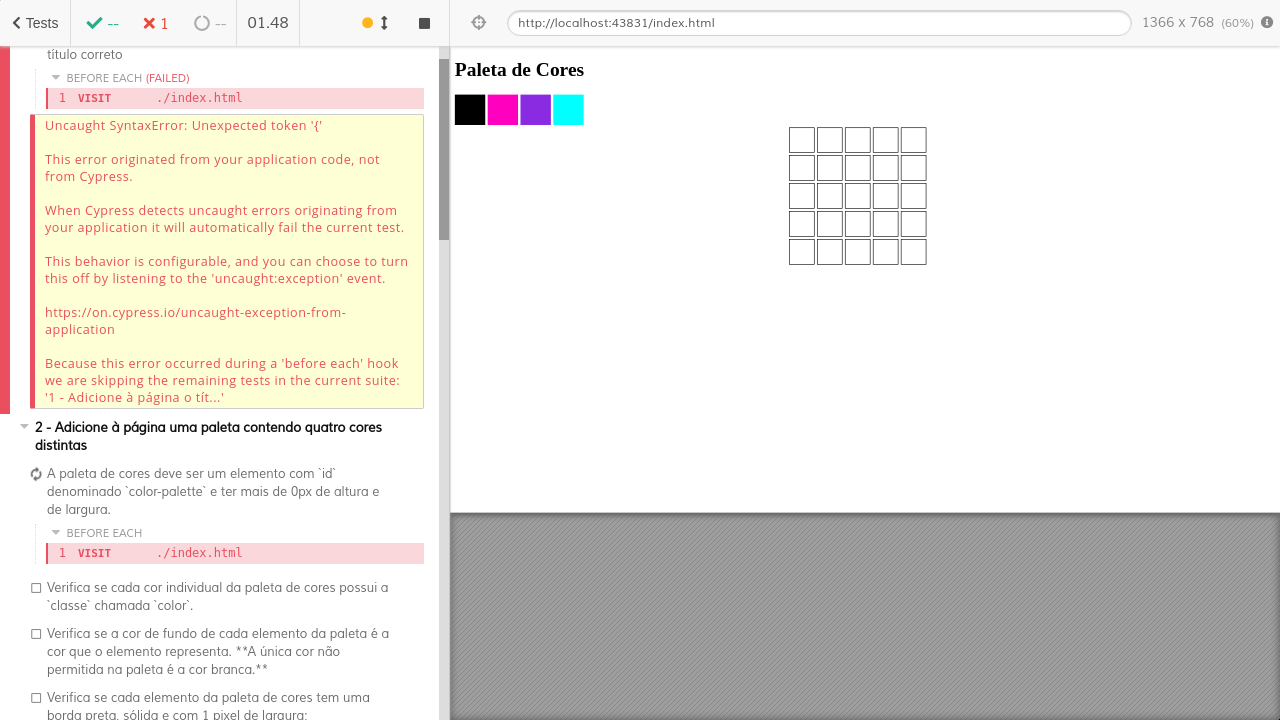 Tests
--
1
--
01.48
http://localhost:43831/index.html
1366 x 768 (60%)
título correto
BEFORE EACH (FAILED)
1 VISIT ./index.html
Uncaught SyntaxError: Unexpected token '{'
This error originated from your application code, not
from Cypress.
When Cypress detects uncaught errors originating from
your application it will automatically fail the current test.
This behavior is configurable, and you can choose to turn
this off by listening to the 'uncaught:exception' event.
https://on.cypress.io/uncaught-exception-from-
application
Because this error occurred during a 'before each' hook
we are skipping the remaining tests in the current suite:
'1 - Adicione à página o tít...'
2 - Adicione à página uma paleta contendo quatro cores
distintas
A paleta de cores deve ser um elemento com `id`
denominado `color-palette` e ter mais de 0px de altura e
de largura.
BEFORE EACH
1 VISIT ./index.html
Verifica se cada cor individual da paleta de cores possui a
`classe` chamada `color`.
Verifica se a cor de fundo de cada elemento da paleta é a
cor que o elemento representa. **A única cor não
permitida na paleta é a cor branca.**
Verifica se cada elemento da paleta de cores tem uma
borda preta, sólida e com 1 pixel de largura;
Paleta de Cores